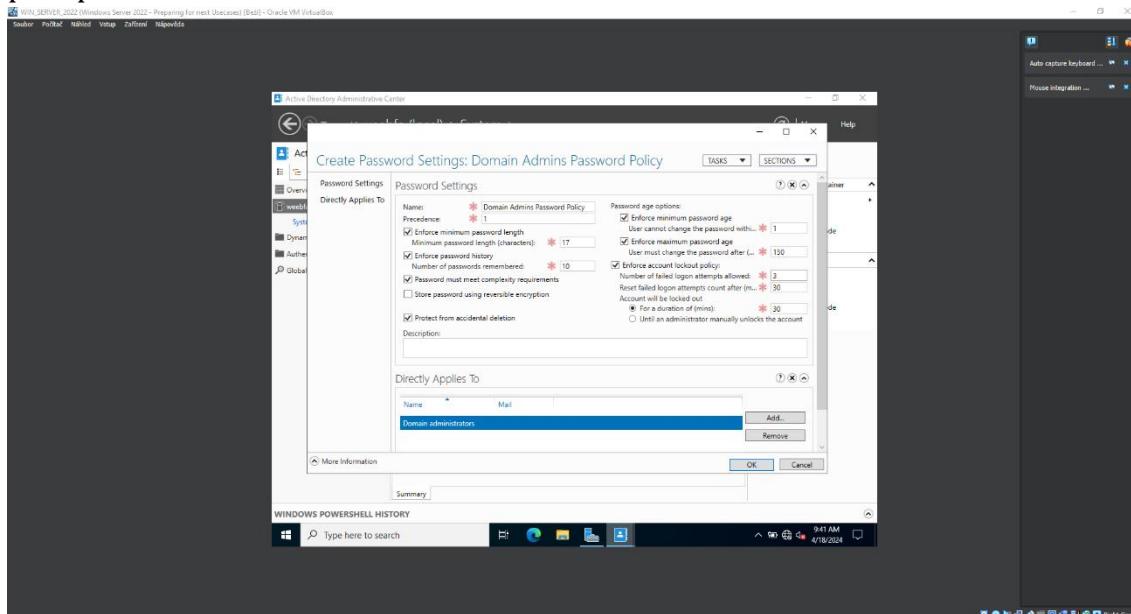 WIN_SERVER_2022 (Windows Server 2022 - Preparing for next Usecases) [Běží] - Oracle VM VirtualBox
Soubor Počítač Náhled Vstup Zařízení Nápověda
Auto capture keyboard ...
Mouse integration ...
Active Directory Administrative Center
Help
Create Password Settings: Domain Admins Password Policy
TASKS
SECTIONS
Password Settings
Directly Applies To
Password Settings
Name: Domain Admins Password Policy
Precedence: 1
Enforce minimum password length
Minimum password length (characters): 17
Enforce password history
Number of passwords remembered: 10
Password must meet complexity requirements
Store password using reversible encryption
Protect from accidental deletion
Description:
Password age options:
Enforce minimum password age
User cannot change the password withi... 1
Enforce maximum password age
User must change the password after (... 150
Enforce account lockout policy:
Number of failed logon attempts allowed: 3
Reset failed logon attempts count after (m... 30
Account will be locked out
For a duration of (mins): 30
Until an administrator manually unlocks the account
Directly Applies To
Name Mail
Domain administrators
Add...
Remove
More Information
OK Cancel
Summary
WINDOWS POWERSHELL HISTORY
Type here to search
9:41 AM
4/18/2024